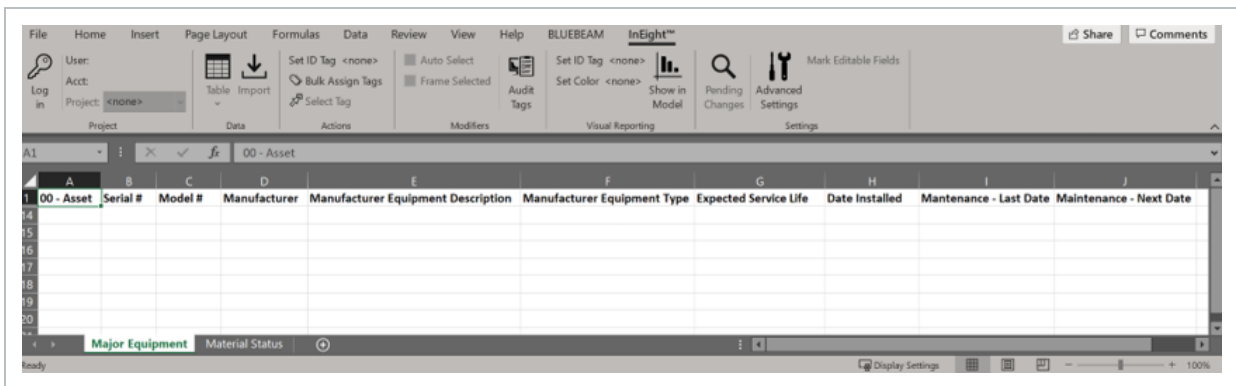 File Home Insert Page Layout Formulas Data Review View Help BLUEBEAM InEight™ Share Comments
Log in
User:
Acct:
Project: <none>
Project
Table Import
Data
Set ID Tag <none>
Bulk Assign Tags
Select Tag
Actions
Auto Select
Frame Selected
Modifiers
Audit Tags
Set ID Tag <none>
Set Color <none>
Show in Model
Visual Reporting
Pending Changes
Advanced Settings
Mark Editable Fields
Settings
A1 fx 00 - Asset
A B C D E F G H I J
1 00 - Asset Serial # Model # Manufacturer Manufacturer Equipment Description Manufacturer Equipment Type Expected Service Life Date Installed Mantenance - Last Date Maintenance - Next Date
14
15
16
17
18
19
20
Major Equipment Material Status
Ready Display Settings 100%